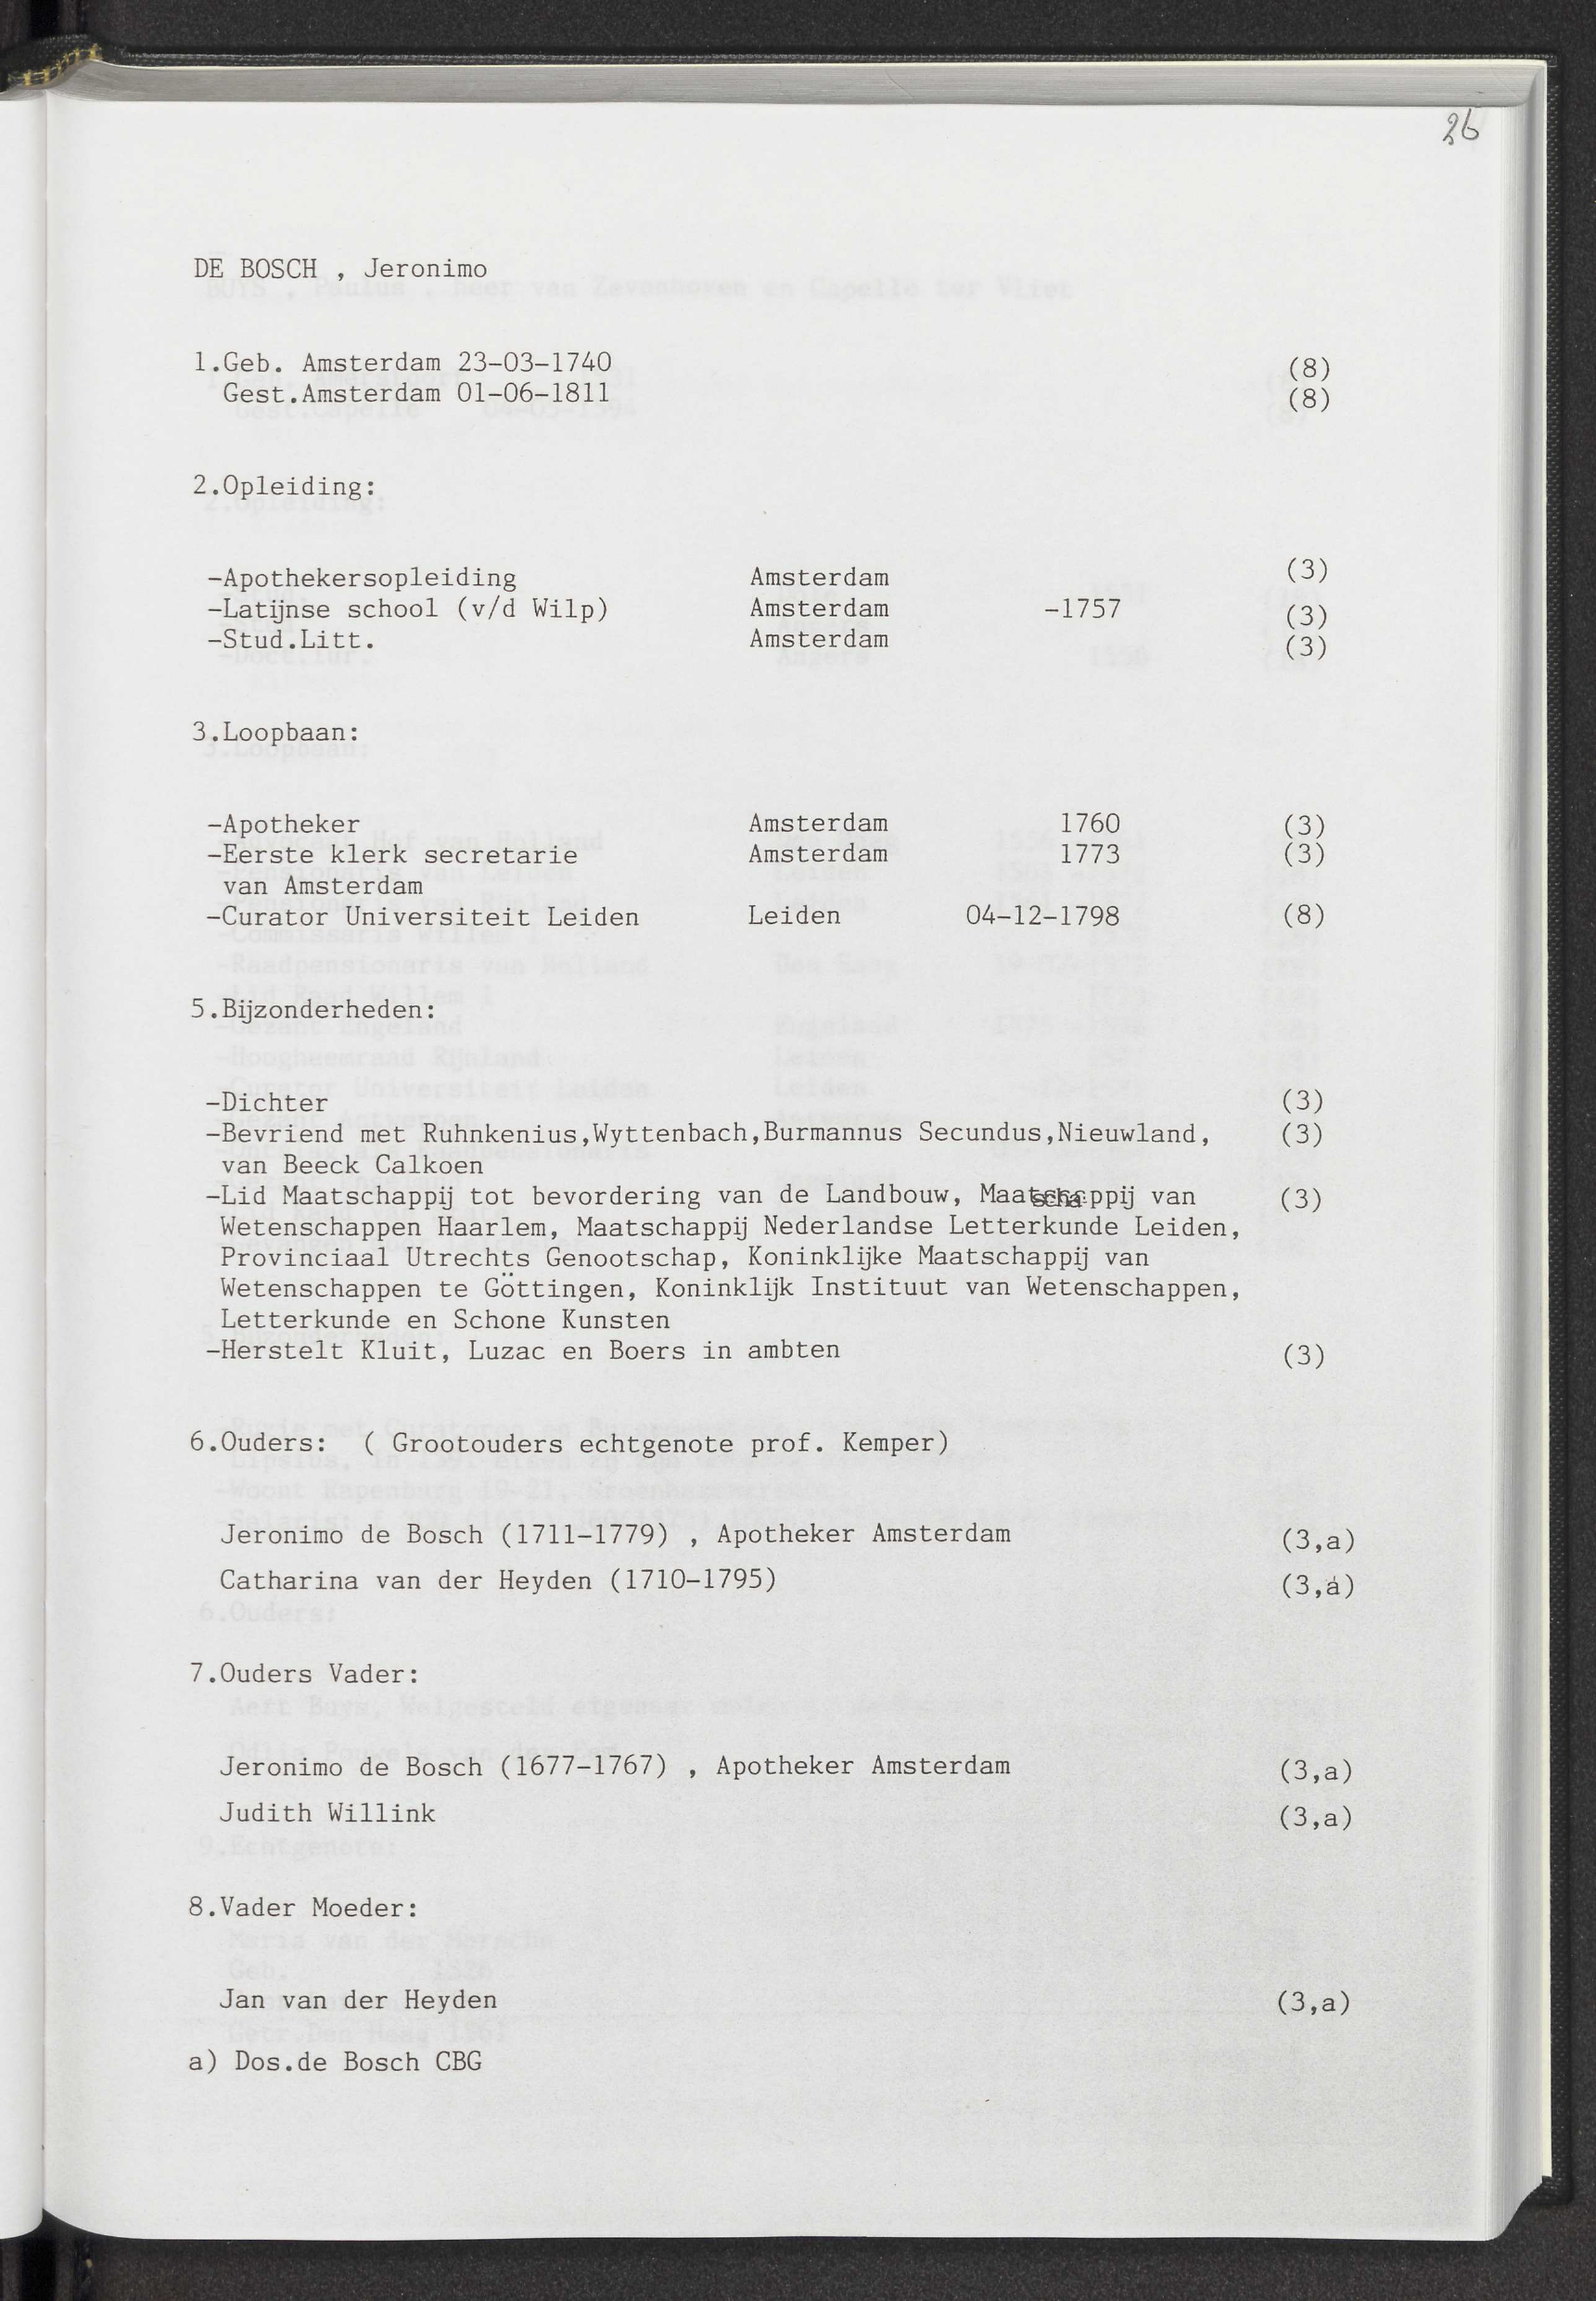 26
DE BOSCH , Jeronimo
1.Geb. Amsterdam 23-03-1740 (8)
Gest.Amsterdam 01-06-1811 (8)
2.Opleiding:
-Apothekersopleiding Amsterdam (3)
-Latijnse school (v/d Wilp) Amsterdam -1757 (3)
-Stud.Litt. Amsterdam (3)
3.Loopbaan:
-Apotheker Amsterdam 1760 (3)
-Eerste klerk secretarie Amsterdam 1773 (3)
van Amsterdam
-Curator Universiteit Leiden Leiden 04-12-1798 (8)
5.Bijzonderheden:
-Dichter (3)
-Bevriend met Ruhnkenius,Wyttenbach,Burmannus Secundus,Nieuwland, (3)
van Beeck Calkoen
-Lid Maatschappij tot bevordering van de Landbouw, Maatschappij van (3)
Wetenschappen Haarlem, Maatschappij Nederlandse Letterkunde Leiden,
Provinciaal Utrechts Genootschap, Koninklijke Maatschappij van
Wetenschappen te Göttingen, Koninklijk Instituut van Wetenschappen,
Letterkunde en Schone Kunsten
-Herstelt Kluit, Luzac en Boers in ambten (3)
6.Ouders: ( Grootouders echtgenote prof. Kemper)
Jeronimo de Bosch (1711-1779) , Apotheker Amsterdam (3,a)
Catharina van der Heyden (1710-1795) (3,a)
7.Ouders Vader:
Jeronimo de Bosch (1677-1767) , Apotheker Amsterdam (3,a)
Judith Willink (3,a)
8.Vader Moeder:
Jan van der Heyden (3,a)
a) Dos.de Bosch CBG